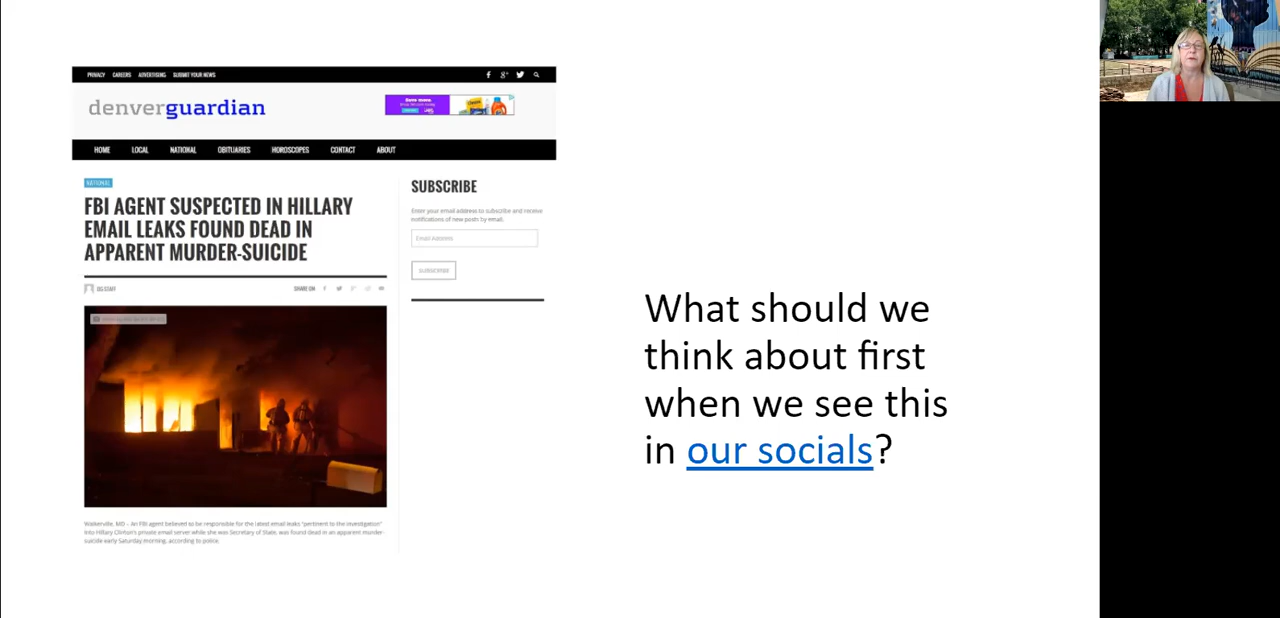 PRIVACY CAREERS ADVERTISING SUBMIT YOUR NEWS
denverguardian
HOME LOCAL NATIONAL OBITUARIES HOROSCOPES CONTACT ABOUT
NATIONAL
FBI AGENT SUSPECTED IN HILLARY
EMAIL LEAKS FOUND DEAD IN
APPARENT MURDER-SUICIDE
DG STAFF
SHARE ON
Walkerville, MD - An FBI agent believed to be responsible for the latest email leaks "pertinent to the investigation"
into Hillary Clinton's private email server while she was Secretary of State, was found dead in an apparent murder-
suicide early Saturday morning, according to police.
SUBSCRIBE
Enter your email address to subscribe and receive
notifications of new posts by email.
Email Address
SUBSCRIBE
What should we
think about first
when we see this
in our socials?